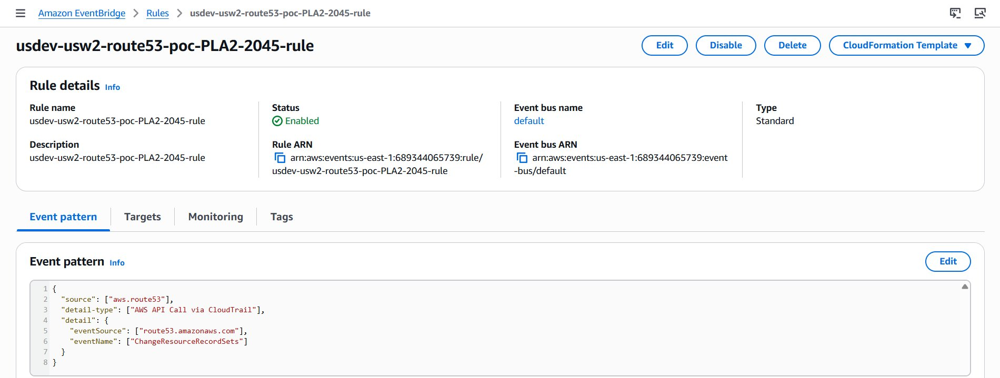 Amazon EventBridge > Rules > usdev-usw2-route53-poc-PLA2-2045-rule
usdev-usw2-route53-poc-PLA2-2045-rule
Edit
Disable
Delete
CloudFormation Template
Rule details Info
Rule name
usdev-usw2-route53-poc-PLA2-2045-rule
Description
usdev-usw2-route53-poc-PLA2-2045-rule
Status
Enabled
Rule ARN
arn:aws:events:us-east-1:689344065739:rule/
usdev-usw2-route53-poc-PLA2-2045-rule
Event bus name
default
Event bus ARN
arn:aws:events:us-east-1:689344065739:event
-bus/default
Type
Standard
Event pattern
Targets
Monitoring
Tags
Event pattern Info
Edit
1 {
2   "source": ["aws.route53"],
3   "detail-type": ["AWS API Call via CloudTrail"],
4   "detail": {
5     "eventSource": ["route53.amazonaws.com"],
6     "eventName": ["ChangeResourceRecordSets"]
7   }
8 }